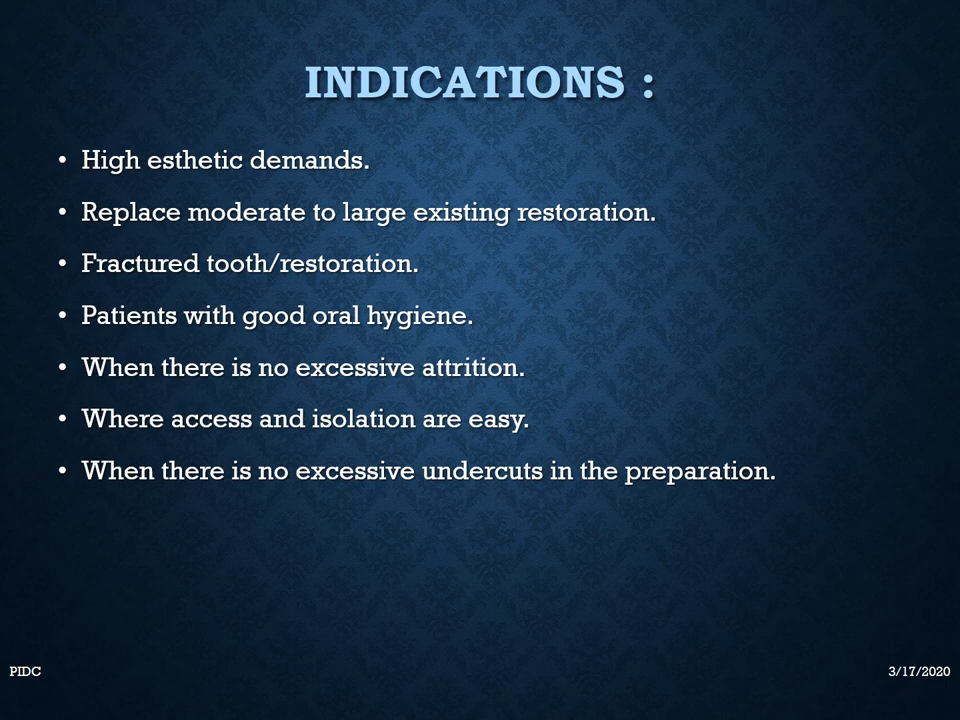 INDICATIONS :
• High esthetic demands.
• Replace moderate to large existing restoration.
• Fractured tooth/restoration.
• Patients with good oral hygiene.
• When there is no excessive attrition.
• Where access and isolation are easy.
• When there is no excessive undercuts in the preparation.
PIDC
3/17/2020